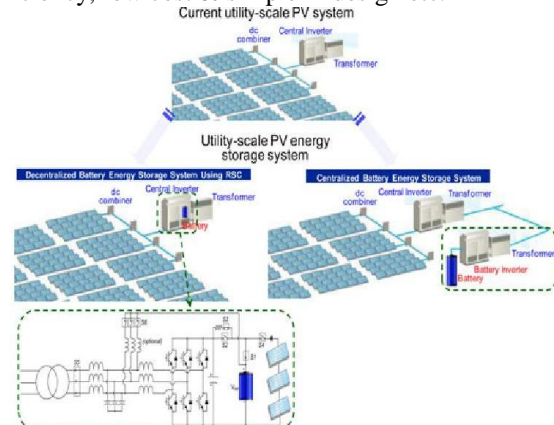 Current utility-scale PV system
dc
combiner
Central Inverter
Transformer
Utility-scale PV energy
storage system
Decentralized Battery Energy Storage System Using RSC
Centralized Battery Energy Storage System
dc
combiner
Central Inverter
Transformer
Battery
dc
combiner
Central Inverter
Transformer
Transformer
Battery Inverter
Battery
(optional)